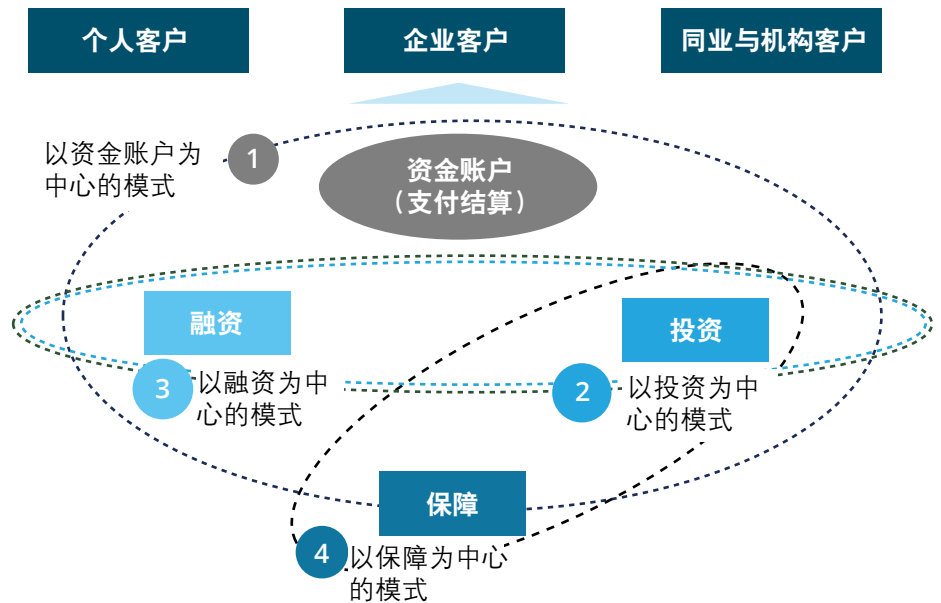 个人客户
企业客户
同业与机构客户
1
以资金账户为
中心的模式
资金账户
（支付结算）
融资
投资
3
以融资为中
心的模式
2
以投资为中
心的模式
保障
4
以保障为中心
的模式